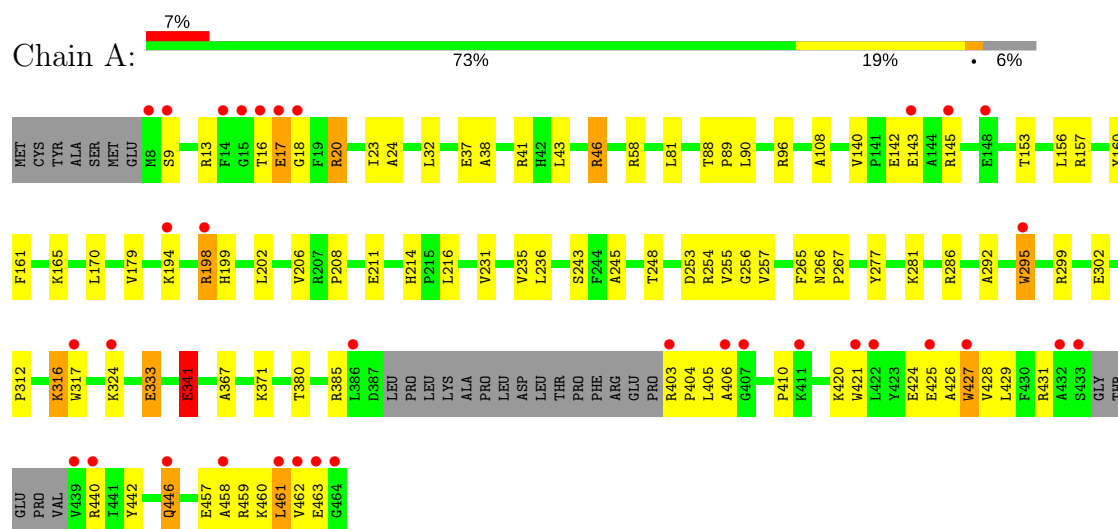 7%
Chain A:
73% 19% • 6%
MET CYS TYR ALA SER MET GLU M8 S9 R13 F14 G15 T16 E17 G18 F19 R20 I23 A24 L32 E37 A38 R41 H42 L43 R46 R58 L81 T88 P89 L90 R96 A108 V140 P141 E142 E143 A144 R145 E148 T153 L156 R157 Y160
F161 K165 L170 V179 K194 R198 H199 L202 V206 R207 P208 E211 H214 P215 L216 V231 V235 L236 S243 F244 A245 T248 D253 R254 V255 G256 V257 F265 N266 P267 Y277 K281 R286 A292 W295 R299 E302
P312 K316 W317 K324 E333 E341 A367 K371 T380 R385 L386 D387 LEU PRO LEU LYS ALA PRO LEU ASP LEU THR PRO PHE ARG GLU PRO R403 P404 L405 A406 G407 P410 K411 K420 W421 L422 Y423 E424 E425 A426 W427 V428 L429 F430 R431 A432 S433 GLY THR
GLU PRO VAL V439 R440 I441 Y442 Q446 E457 A458 R459 K460 L461 V462 E463 G464